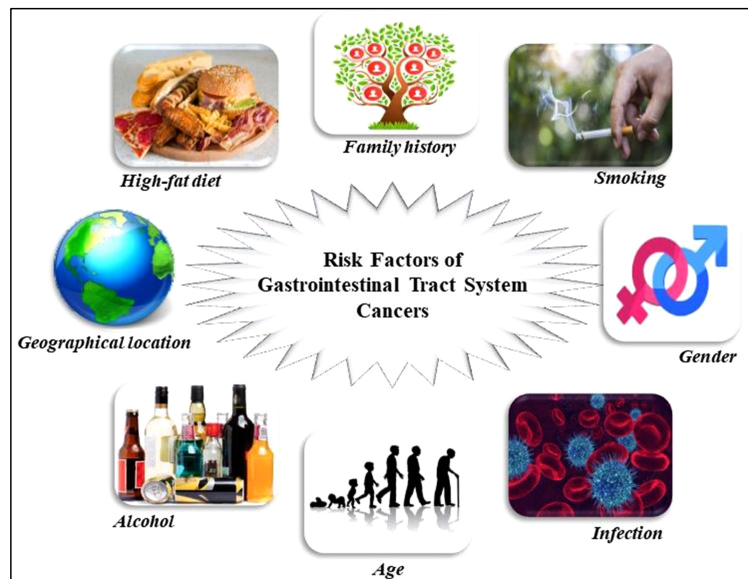 Family history
High-fat diet
Smoking
Risk Factors of
Gastrointestinal Tract System
Cancers
Geographical location
Gender
Alcohol
Infection
Age